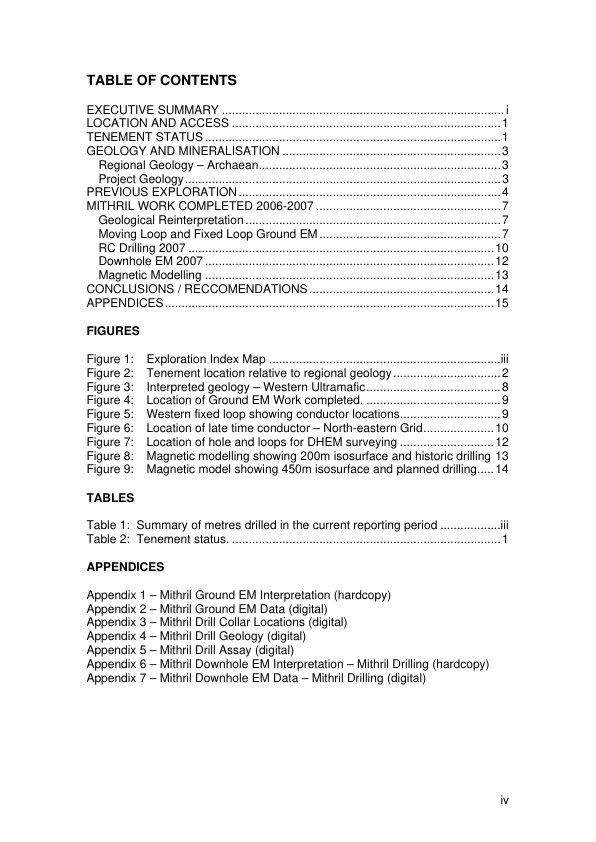 TABLE OF CONTENTS
EXECUTIVE SUMMARY ..................................................................................... i
LOCATION AND ACCESS ................................................................................. 1
TENEMENT STATUS ......................................................................................... 1
GEOLOGY AND MINERALISATION .................................................................. 3
Regional Geology – Archaean......................................................................... 3
Project Geology............................................................................................... 3
PREVIOUS EXPLORATION ............................................................................... 4
MITHRIL WORK COMPLETED 2006-2007 ........................................................ 7
Geological Reinterpretation ............................................................................. 7
Moving Loop and Fixed Loop Ground EM ....................................................... 7
RC Drilling 2007 ............................................................................................ 10
Downhole EM 2007 ....................................................................................... 12
Magnetic Modelling ....................................................................................... 13
CONCLUSIONS / RECCOMENDATIONS ........................................................ 14
APPENDICES ................................................................................................... 15
FIGURES
Figure 1: Exploration Index Map ......................................................................iii
Figure 2: Tenement location relative to regional geology ................................. 2
Figure 3: Interpreted geology – Western Ultramafic......................................... 8
Figure 4: Location of Ground EM Work completed. ......................................... 9
Figure 5: Western fixed loop showing conductor locations.............................. 9
Figure 6: Location of late time conductor – North-eastern Grid..................... 10
Figure 7: Location of hole and loops for DHEM surveying ............................ 12
Figure 8: Magnetic modelling showing 200m isosurface and historic drilling 13
Figure 9: Magnetic model showing 450m isosurface and planned drilling..... 14
TABLES
Table 1: Summary of metres drilled in the current reporting period ..................iii
Table 2: Tenement status. ................................................................................. 1
APPENDICES
Appendix 1 – Mithril Ground EM Interpretation (hardcopy)
Appendix 2 – Mithril Ground EM Data (digital)
Appendix 3 – Mithril Drill Collar Locations (digital)
Appendix 4 – Mithril Drill Geology (digital)
Appendix 5 – Mithril Drill Assay (digital)
Appendix 6 – Mithril Downhole EM Interpretation – Mithril Drilling (hardcopy)
Appendix 7 – Mithril Downhole EM Data – Mithril Drilling (digital)
iv